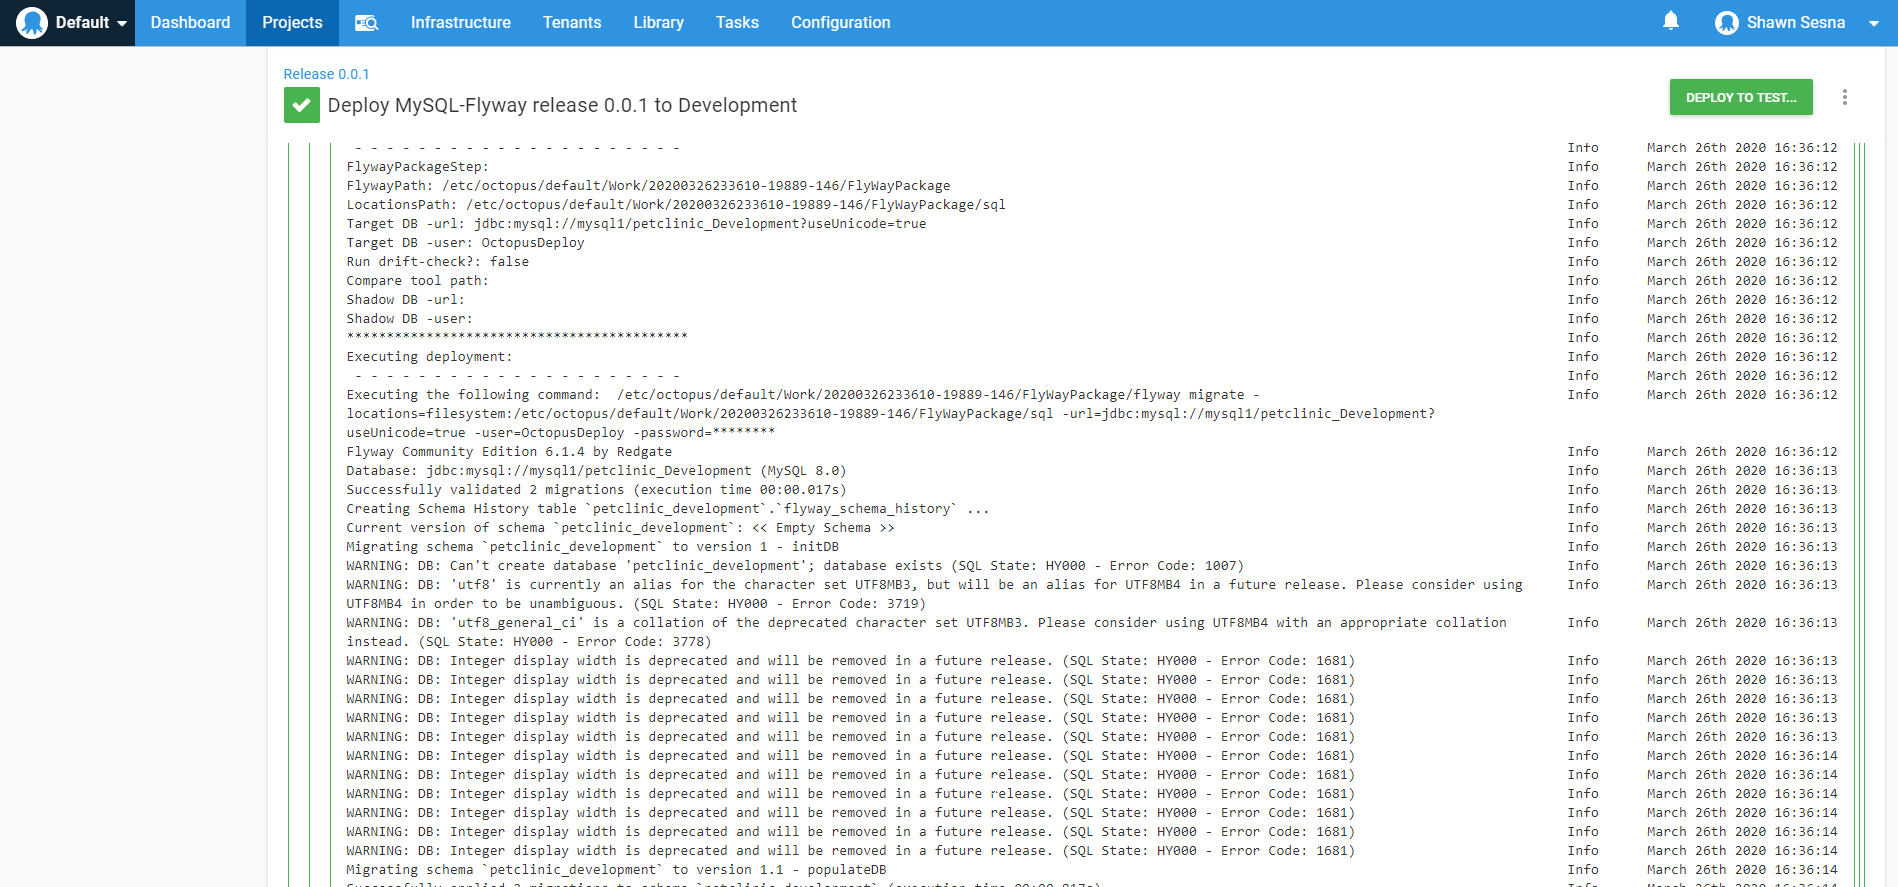 Default Dashboard Projects Infrastructure Tenants Library Tasks Configuration Shawn Sesna
Release 0.0.1
Deploy MySQL-Flyway release 0.0.1 to Development
DEPLOY TO TEST...
- - - - - - - - - - - - - - - - - - - - - Info March 26th 2020 16:36:12
FlywayPackageStep: Info March 26th 2020 16:36:12
FlywayPath: /etc/octopus/default/Work/20200326233610-19889-146/FlyWayPackage Info March 26th 2020 16:36:12
LocationsPath: /etc/octopus/default/Work/20200326233610-19889-146/FlyWayPackage/sql Info March 26th 2020 16:36:12
Target DB -url: jdbc:mysql://mysql1/petclinic_Development?useUnicode=true Info March 26th 2020 16:36:12
Target DB -user: OctopusDeploy Info March 26th 2020 16:36:12
Run drift-check?: false Info March 26th 2020 16:36:12
Compare tool path: Info March 26th 2020 16:36:12
Shadow DB -url: Info March 26th 2020 16:36:12
Shadow DB -user: Info March 26th 2020 16:36:12
******************************************* Info March 26th 2020 16:36:12
Executing deployment: Info March 26th 2020 16:36:12
- - - - - - - - - - - - - - - - - - - - - Info March 26th 2020 16:36:12
Executing the following command:  /etc/octopus/default/Work/20200326233610-19889-146/FlyWayPackage/flyway migrate - Info March 26th 2020 16:36:12
locations=filesystem:/etc/octopus/default/Work/20200326233610-19889-146/FlyWayPackage/sql -url=jdbc:mysql://mysql1/petclinic_Development?
useUnicode=true -user=OctopusDeploy -password=********
Flyway Community Edition 6.1.4 by Redgate Info March 26th 2020 16:36:12
Database: jdbc:mysql://mysql1/petclinic_Development (MySQL 8.0) Info March 26th 2020 16:36:13
Successfully validated 2 migrations (execution time 00:00.017s) Info March 26th 2020 16:36:13
Creating Schema History table `petclinic_development`.`flyway_schema_history` ... Info March 26th 2020 16:36:13
Current version of schema `petclinic_development`: << Empty Schema >> Info March 26th 2020 16:36:13
Migrating schema `petclinic_development` to version 1 - initDB Info March 26th 2020 16:36:13
WARNING: DB: Can't create database 'petclinic_development'; database exists (SQL State: HY000 - Error Code: 1007) Info March 26th 2020 16:36:13
WARNING: DB: 'utf8' is currently an alias for the character set UTF8MB3, but will be an alias for UTF8MB4 in a future release. Please consider using Info March 26th 2020 16:36:13
UTF8MB4 in order to be unambiguous. (SQL State: HY000 - Error Code: 3719)
WARNING: DB: 'utf8_general_ci' is a collation of the deprecated character set UTF8MB3. Please consider using UTF8MB4 with an appropriate collation Info March 26th 2020 16:36:13
instead. (SQL State: HY000 - Error Code: 3778)
WARNING: DB: Integer display width is deprecated and will be removed in a future release. (SQL State: HY000 - Error Code: 1681) Info March 26th 2020 16:36:13
WARNING: DB: Integer display width is deprecated and will be removed in a future release. (SQL State: HY000 - Error Code: 1681) Info March 26th 2020 16:36:13
WARNING: DB: Integer display width is deprecated and will be removed in a future release. (SQL State: HY000 - Error Code: 1681) Info March 26th 2020 16:36:13
WARNING: DB: Integer display width is deprecated and will be removed in a future release. (SQL State: HY000 - Error Code: 1681) Info March 26th 2020 16:36:13
WARNING: DB: Integer display width is deprecated and will be removed in a future release. (SQL State: HY000 - Error Code: 1681) Info March 26th 2020 16:36:13
WARNING: DB: Integer display width is deprecated and will be removed in a future release. (SQL State: HY000 - Error Code: 1681) Info March 26th 2020 16:36:14
WARNING: DB: Integer display width is deprecated and will be removed in a future release. (SQL State: HY000 - Error Code: 1681) Info March 26th 2020 16:36:14
WARNING: DB: Integer display width is deprecated and will be removed in a future release. (SQL State: HY000 - Error Code: 1681) Info March 26th 2020 16:36:14
WARNING: DB: Integer display width is deprecated and will be removed in a future release. (SQL State: HY000 - Error Code: 1681) Info March 26th 2020 16:36:14
WARNING: DB: Integer display width is deprecated and will be removed in a future release. (SQL State: HY000 - Error Code: 1681) Info March 26th 2020 16:36:14
WARNING: DB: Integer display width is deprecated and will be removed in a future release. (SQL State: HY000 - Error Code: 1681) Info March 26th 2020 16:36:14
Migrating schema `petclinic_development` to version 1.1 - populateDB Info March 26th 2020 16:36:14